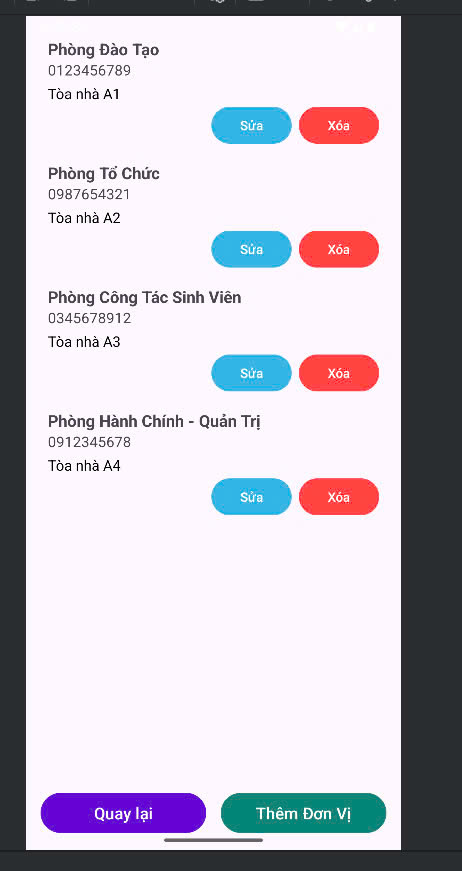 Phòng Đào Tạo
0123456789
Tòa nhà A1
Sửa Xóa
Phòng Tổ Chức
0987654321
Tòa nhà A2
Sửa Xóa
Phòng Công Tác Sinh Viên
0345678912
Tòa nhà A3
Sửa Xóa
Phòng Hành Chính - Quản Trị
0912345678
Tòa nhà A4
Sửa Xóa
Quay lại Thêm Đơn Vị